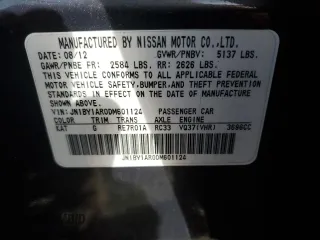 MANUFACTURED BY NISSAN MOTOR CO.,LTD.
DATE: 08/12 GVWR/PNBV: 5137 LBS.
GAWR/PNBE FR: 2584 LBS. RR: 2626 LBS.
THIS VEHICLE CONFORMS TO ALL APPLICABLE FEDERAL
MOTOR VEHICLE SAFETY,BUMPER,AND THEFT
PREVENTION STANDARDS IN EFFECT ON THE DATE OF MANUFACTURE
SHOWN ABOVE.
VIN:JN1BY1AR0DM601124 PASSENGER CAR
COLOR TRIM TRANS AXLE ENGINE
KAT G RE7R01A RC33 VQ37(VHR) 3696CC
JN1BY1AR0DM601124